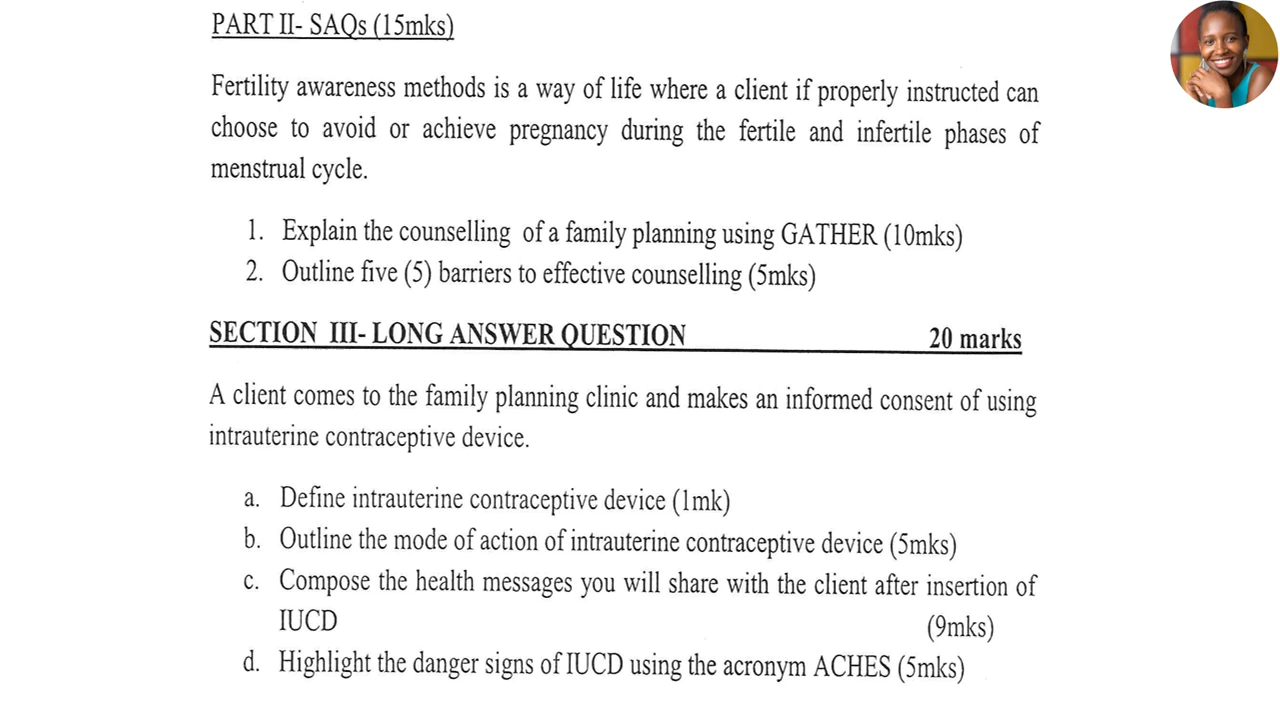 PART II- SAQs (15mks)
Fertility awareness methods is a way of life where a client if properly instructed can
choose to avoid or achieve pregnancy during the fertile and infertile phases of
menstrual cycle.
1. Explain the counselling of a family planning using GATHER (10mks)
2. Outline five (5) barriers to effective counselling (5mks)
SECTION III- LONG ANSWER QUESTION 20 marks
A client comes to the family planning clinic and makes an informed consent of using
intrauterine contraceptive device.
a. Define intrauterine contraceptive device (1mk)
b. Outline the mode of action of intrauterine contraceptive device (5mks)
c. Compose the health messages you will share with the client after insertion of
IUCD (9mks)
d. Highlight the danger signs of IUCD using the acronym ACHES (5mks)